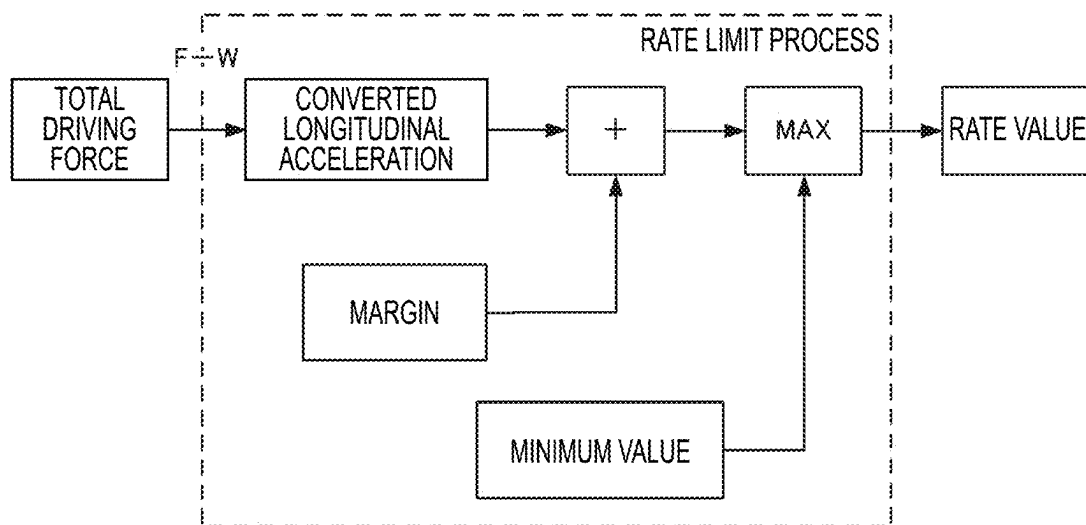 RATE LIMIT PROCESS
F÷W
TOTAL
DRIVING
FORCE
CONVERTED
LONGITUDINAL
ACCELERATION
+
MAX
RATE VALUE
MARGIN
MINIMUM VALUE